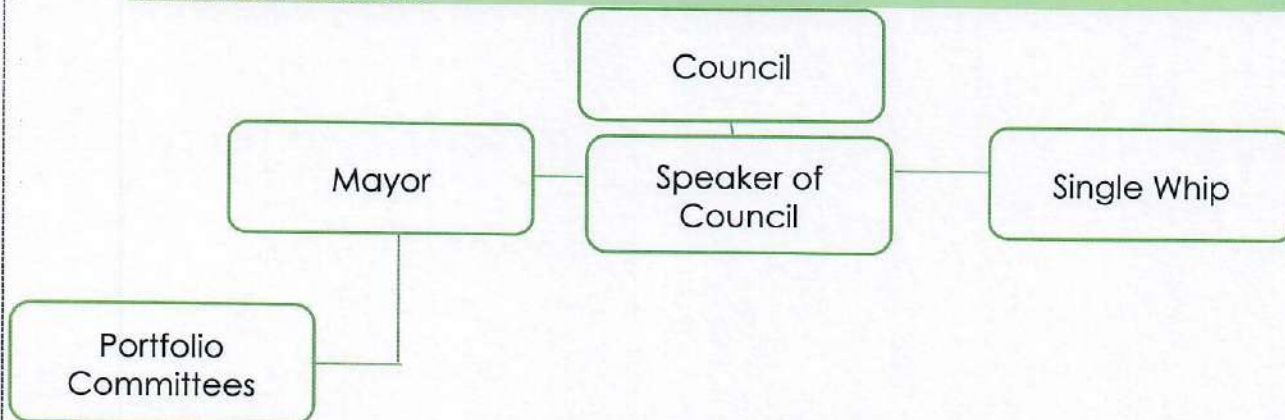 Council
Mayor
Speaker of
Council
Single Whip
Portfolio
Committees